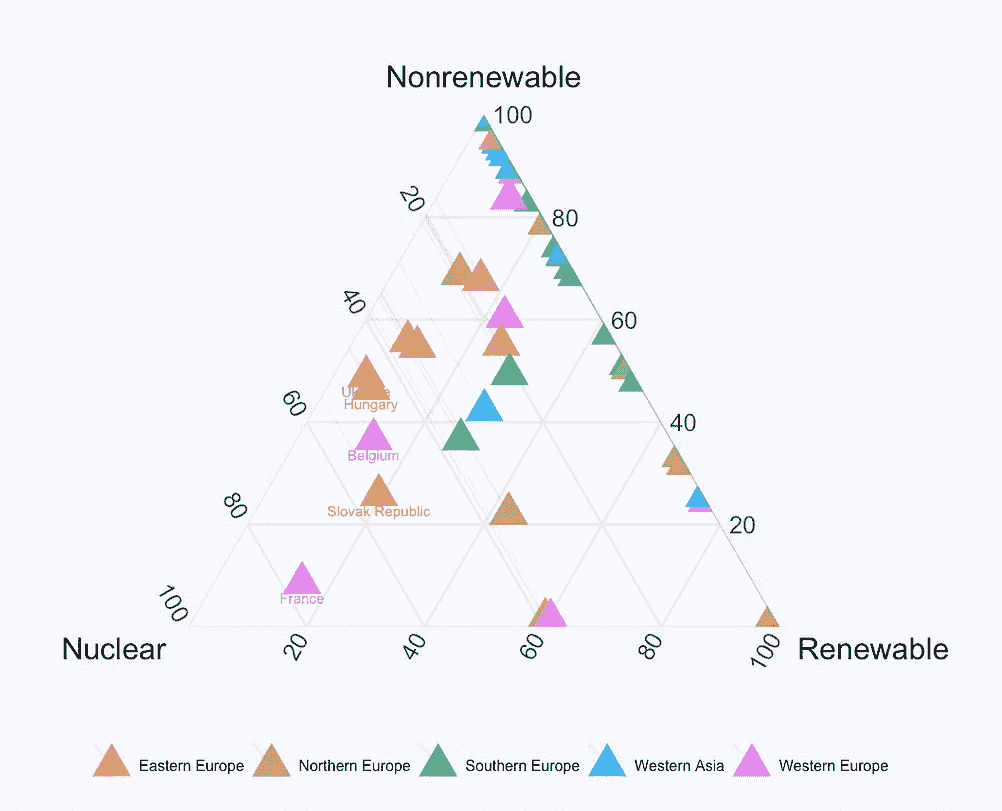 Nonrenewable
100
20
80
40
60
Hungary
60
40
Belgium
80
Slovak Republic
20
100
France
Nuclear
20
40
60
80
100
Renewable
Eastern Europe
Northern Europe
Southern Europe
Western Asia
Western Europe